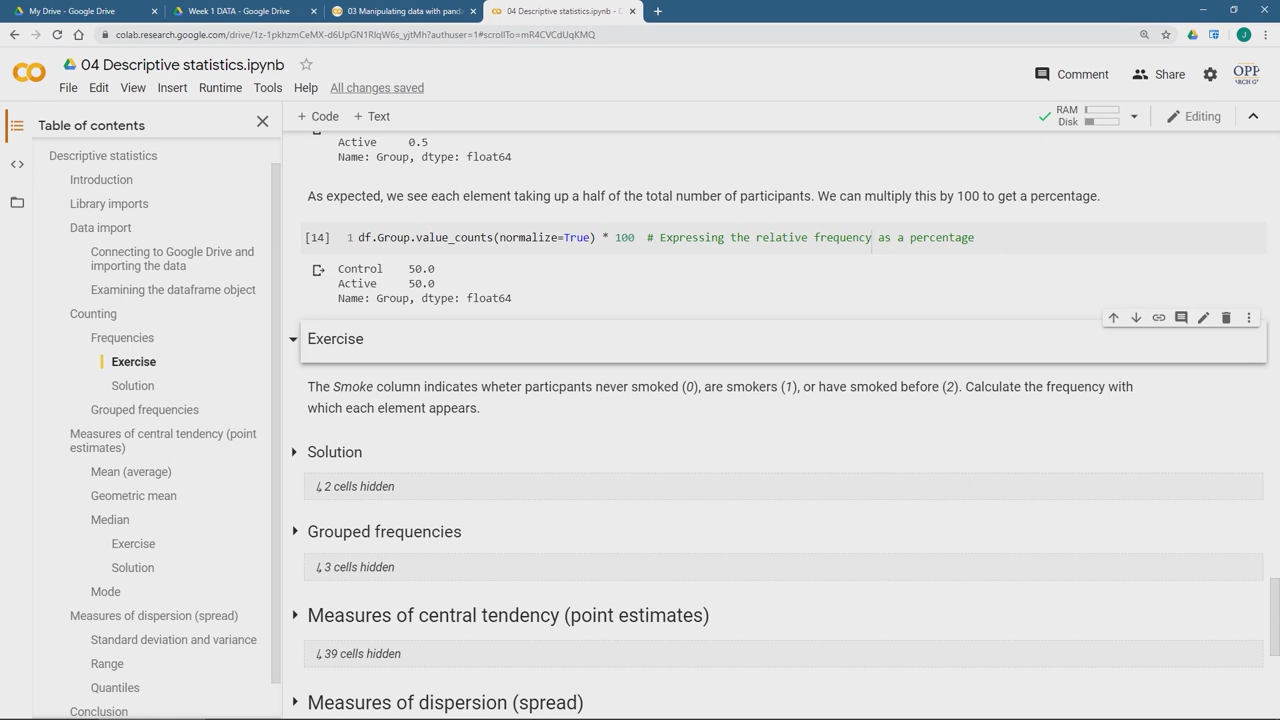 My Drive - Google Drive
Week 1 DATA - Google Drive
03 Manipulating data with panda
04 Descriptive statistics.ipynb - C
colab.research.google.com/drive/1z-1pkhzmCeMX-d6UpGN1RIqW6s_yjtMh?authuser=1#scrollTo=mR4CVCdUqKMQ
J
04 Descriptive statistics.ipynb
File Edit View Insert Runtime Tools Help All changes saved
Comment
Share
OPP
Table of contents
+ Code + Text
RAM
Disk
Editing
Descriptive statistics
Introduction
Library imports
Data import
Connecting to Google Drive and
importing the data
Examining the dataframe object
Counting
Frequencies
Exercise
Solution
Grouped frequencies
Measures of central tendency (point
estimates)
Mean (average)
Geometric mean
Median
Exercise
Solution
Mode
Measures of dispersion (spread)
Standard deviation and variance
Range
Quantiles
Conclusion
Active 0.5
Name: Group, dtype: float64
As expected, we see each element taking up a half of the total number of participants. We can multiply this by 100 to get a percentage.
[14] 1 df.Group.value_counts(normalize=True) * 100 # Expressing the relative frequency as a percentage
Control 50.0
Active 50.0
Name: Group, dtype: float64
Exercise
The Smoke column indicates wheter particpants never smoked (0), are smokers (1), or have smoked before (2). Calculate the frequency with
which each element appears.
Solution
2 cells hidden
Grouped frequencies
3 cells hidden
Measures of central tendency (point estimates)
39 cells hidden
Measures of dispersion (spread)